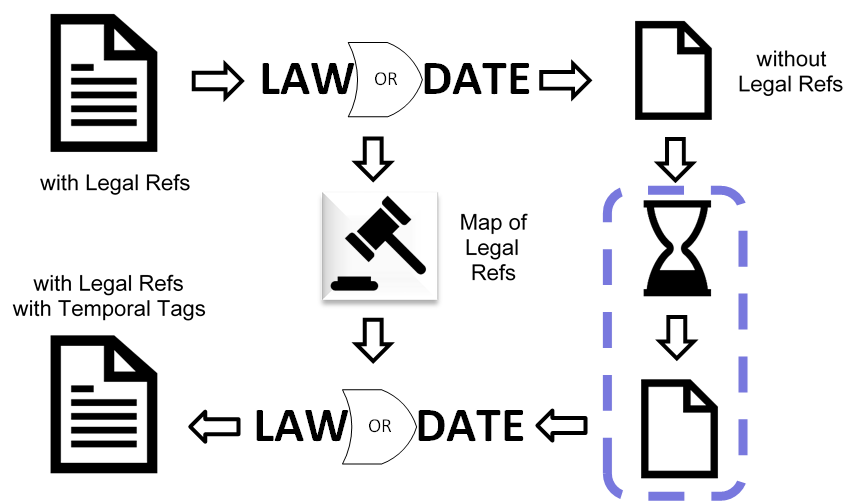 LAW OR DATE
without
Legal Refs
with Legal Refs
Map of
Legal
Refs
with Legal Refs
with Temporal Tags
LAW OR DATE